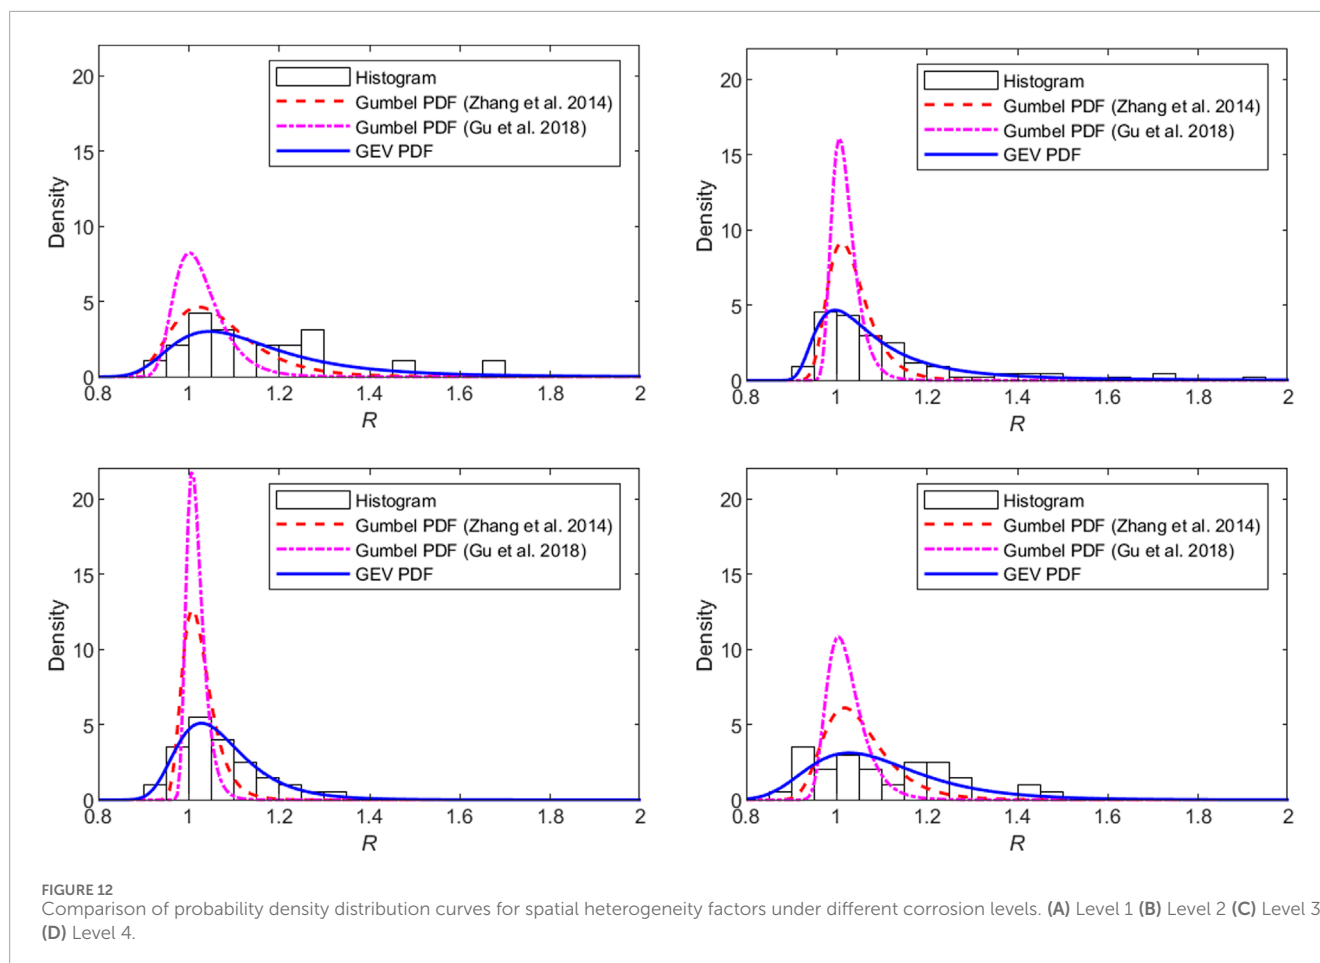 20
15
10
5
0
Density
0.8 1 1.2 1.4 1.6 1.8 2
R
Histogram
Gumbel PDF (Zhang et al. 2014)
Gumbel PDF (Gu et al. 2018)
GEV PDF
20
15
10
5
0
Density
0.8 1 1.2 1.4 1.6 1.8 2
R
Histogram
Gumbel PDF (Zhang et al. 2014)
Gumbel PDF (Gu et al. 2018)
GEV PDF
20
15
10
5
0
Density
0.8 1 1.2 1.4 1.6 1.8 2
R
Histogram
Gumbel PDF (Zhang et al. 2014)
Gumbel PDF (Gu et al. 2018)
GEV PDF
20
15
10
5
0
Density
0.8 1 1.2 1.4 1.6 1.8 2
R
Histogram
Gumbel PDF (Zhang et al. 2014)
Gumbel PDF (Gu et al. 2018)
GEV PDF
FIGURE 12
Comparison of probability density distribution curves for spatial heterogeneity factors under different corrosion levels. (A) Level 1 (B) Level 2 (C) Level 3
(D) Level 4.